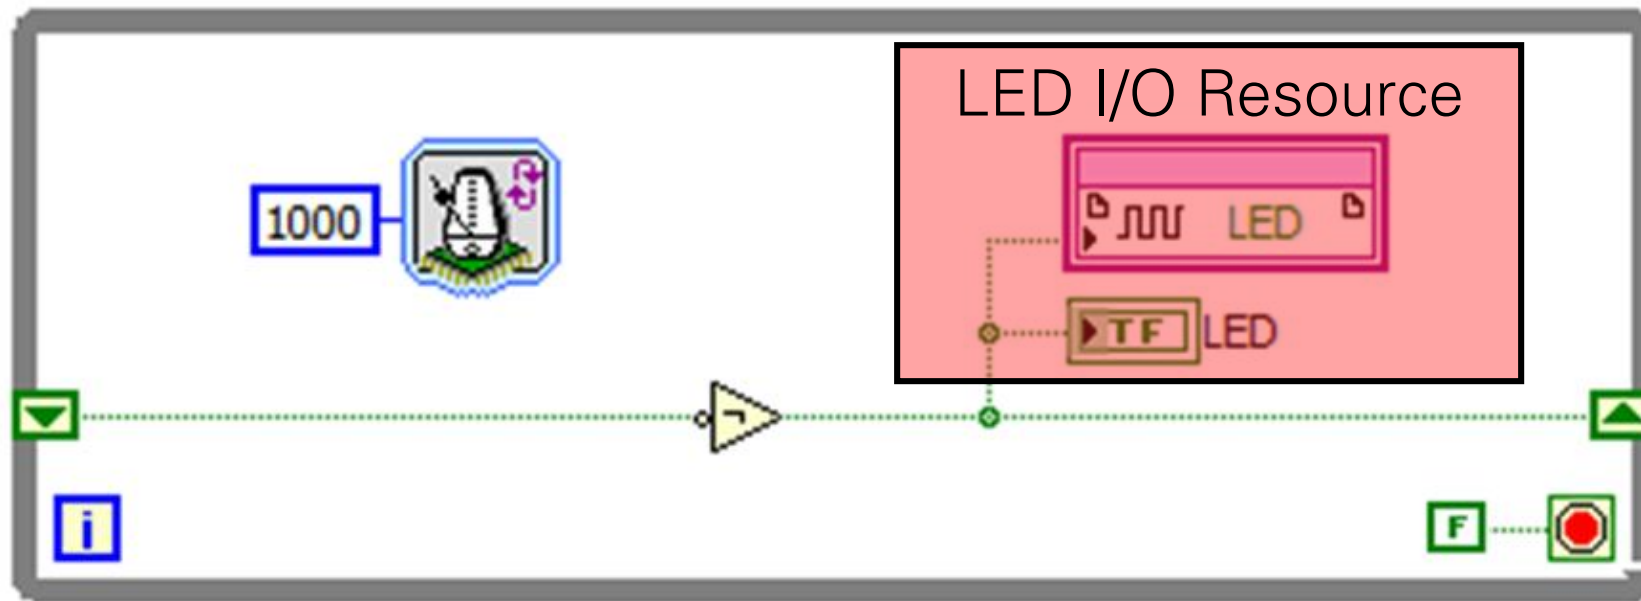 LED I/O Resource
1000
LED
TF
LED
i
F